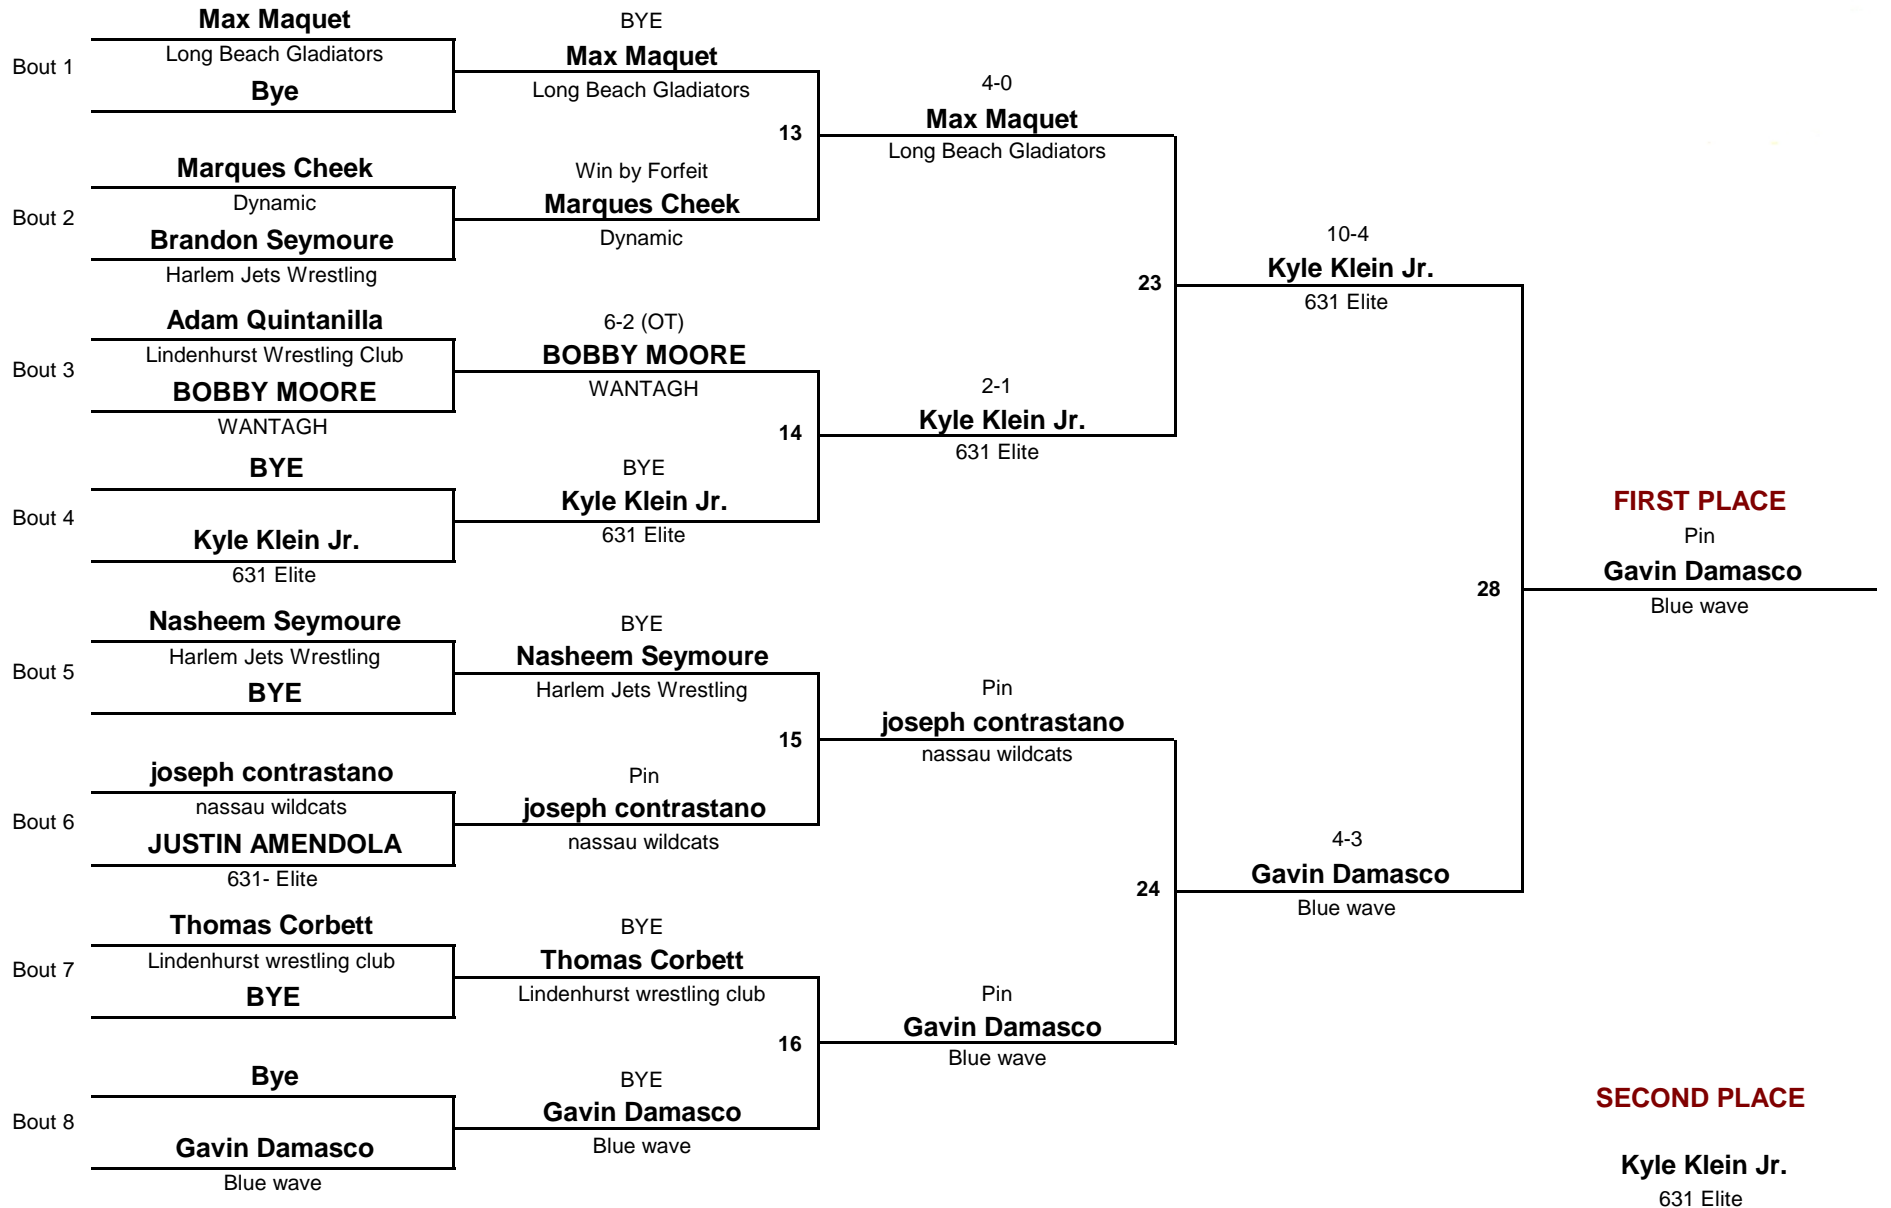 Max Maquet
Bout 1
Long Beach Gladiators
Bye
Marques Cheek
Bout 2
Dynamic
Brandon Seymoure
Harlem Jets Wrestling
Adam Quintanilla
Bout 3
Lindenhurst Wrestling Club
BOBBY MOORE
WANTAGH
BYE
Bout 4
Kyle Klein Jr.
631 Elite
Nasheem Seymoure
Bout 5
Harlem Jets Wrestling
BYE
joseph contrastano
Bout 6
nassau wildcats
JUSTIN AMENDOLA
631- Elite
Thomas Corbett
Bout 7
Lindenhurst wrestling club
BYE
Bye
Bout 8
Gavin Damasco
Blue wave
BYE
Max Maquet
Long Beach Gladiators
13
Win by Forfeit
Marques Cheek
Dynamic
6-2 (OT)
BOBBY MOORE
WANTAGH
14
BYE
Kyle Klein Jr.
631 Elite
BYE
Nasheem Seymoure
Harlem Jets Wrestling
15
Pin
joseph contrastano
nassau wildcats
BYE
Thomas Corbett
Lindenhurst wrestling club
16
BYE
Gavin Damasco
Blue wave
4-0
Max Maquet
Long Beach Gladiators
23
2-1
Kyle Klein Jr.
631 Elite
Pin
joseph contrastano
nassau wildcats
24
Pin
Gavin Damasco
Blue wave
10-4
Kyle Klein Jr.
631 Elite
28
4-3
Gavin Damasco
Blue wave
FIRST PLACE
Pin
Gavin Damasco
Blue wave
SECOND PLACE
Kyle Klein Jr.
631 Elite